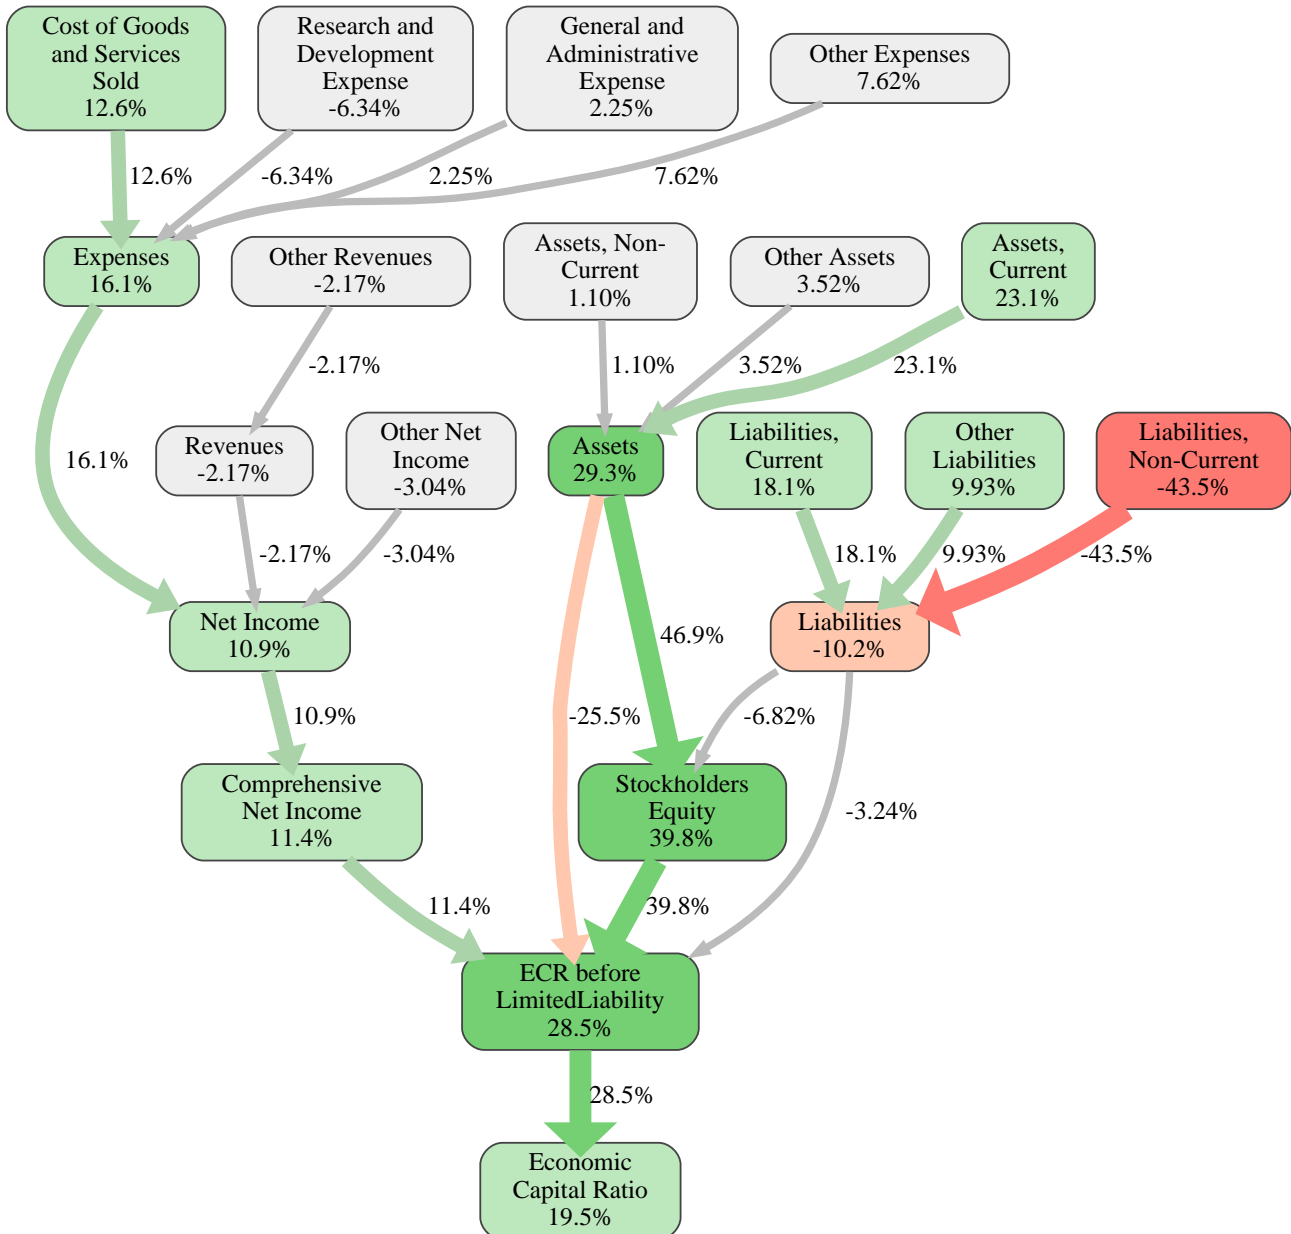 Cost of Goods
and Services
Sold
12.6%
Research and
Development
Expense
-6.34%
General and
Administrative
Expense
2.25%
Other Expenses
7.62%
12.6%
-6.34%
2.25%
7.62%
Expenses
16.1%
Other Revenues
-2.17%
Assets, Non-
Current
1.10%
Other Assets
3.52%
Assets,
Current
23.1%
-2.17%
1.10%
3.52%
23.1%
16.1%
Revenues
-2.17%
Other Net
Income
-3.04%
Assets
29.3%
Liabilities,
Current
18.1%
Other
Liabilities
9.93%
Liabilities,
Non-Current
-43.5%
-2.17%
-3.04%
18.1%
9.93%
-43.5%
Net Income
10.9%
46.9%
Liabilities
-10.2%
10.9%
-25.5%
-6.82%
Comprehensive
Net Income
11.4%
Stockholders
Equity
39.8%
-3.24%
11.4%
39.8%
ECR before
LimitedLiability
28.5%
28.5%
Economic
Capital Ratio
19.5%